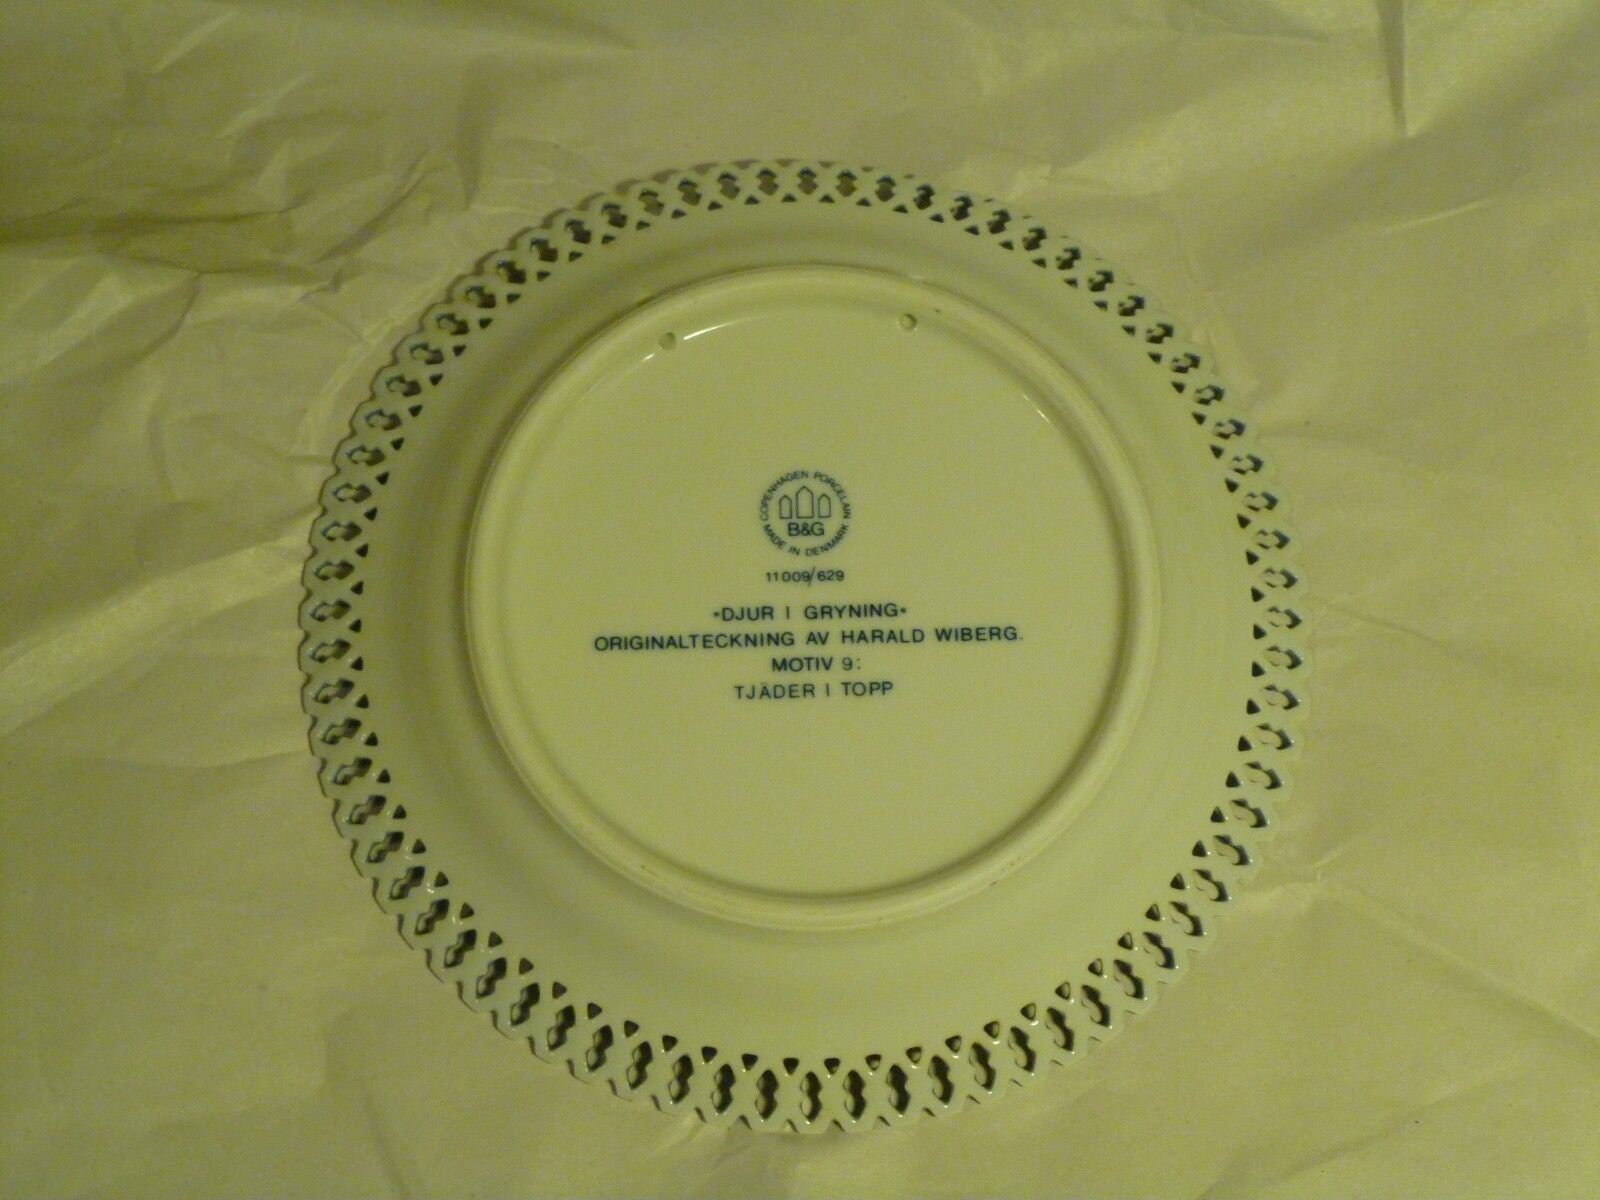 COPENHAGEN PORCELAIN
B&G
MADE IN DENMARK
11009/629
"DJUR I GRYNING"
ORIGINALTECKNING AV HARALD WIBERG.
MOTIV 9:
TJÄDER I TOPP